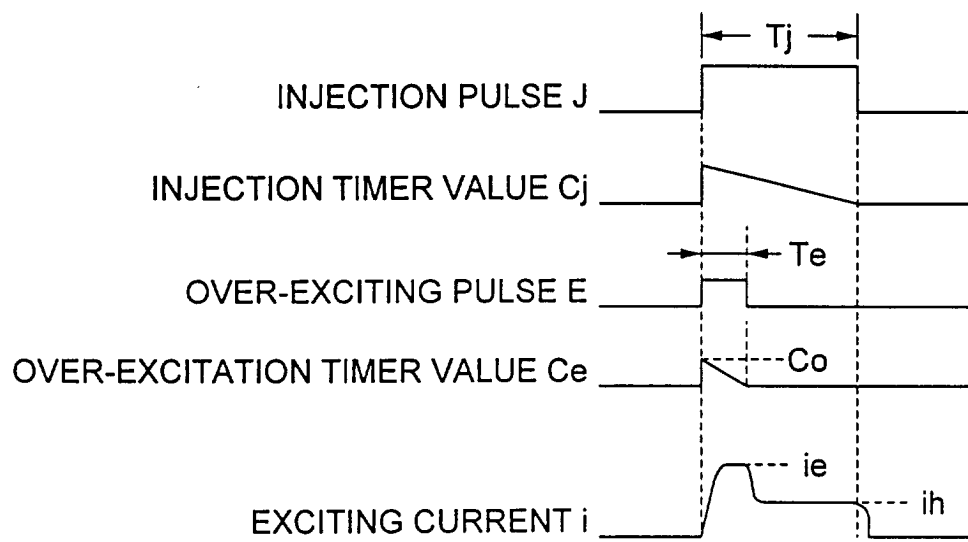 Tj
INJECTION PULSE J
INJECTION TIMER VALUE Cj
Te
OVER-EXCITING PULSE E
OVER-EXCITATION TIMER VALUE Ce
Co
ie
ih
EXCITING CURRENT i